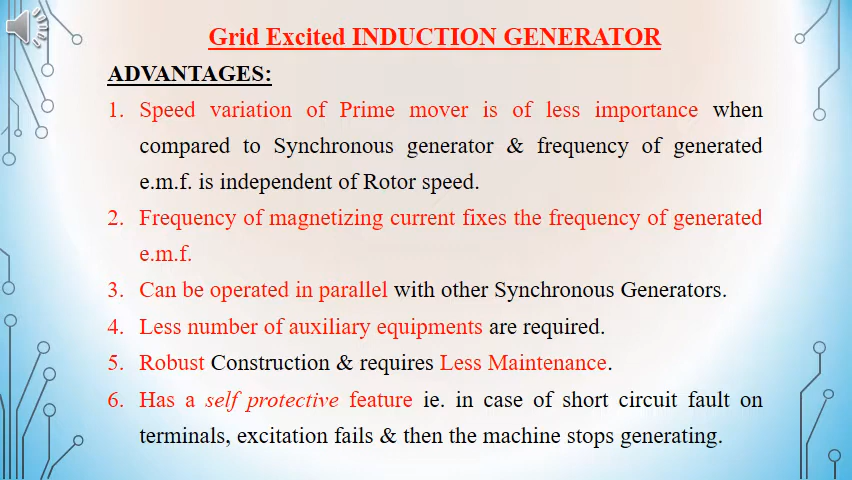 Grid Excited INDUCTION GENERATOR
ADVANTAGES:
1. Speed variation of Prime mover is of less importance when
compared to Synchronous generator & frequency of generated
e.m.f. is independent of Rotor speed.
2. Frequency of magnetizing current fixes the frequency of generated
e.m.f.
3. Can be operated in parallel with other Synchronous Generators.
4. Less number of auxiliary equipments are required.
5. Robust Construction & requires Less Maintenance.
6. Has a self protective feature ie. in case of short circuit fault on
terminals, excitation fails & then the machine stops generating.